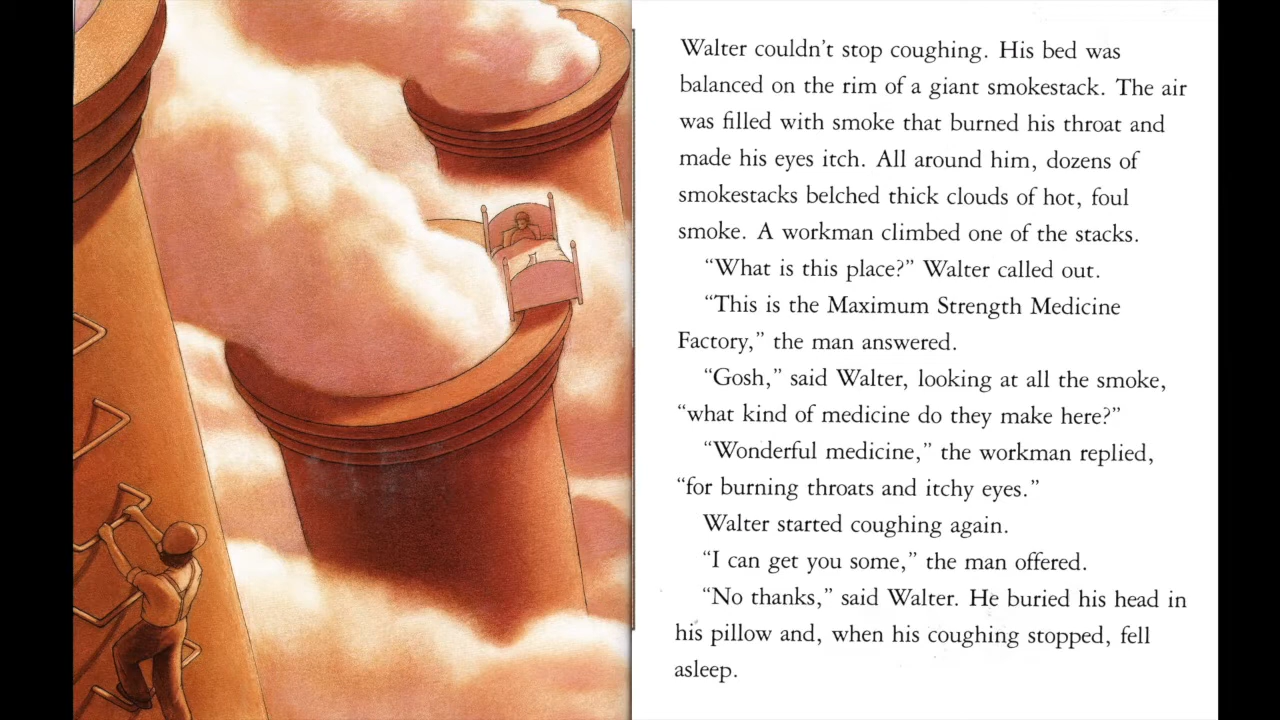 Walter couldn’t stop coughing. His bed was
balanced on the rim of a giant smokestack. The air
was filled with smoke that burned his throat and
made his eyes itch. All around him, dozens of
smokestacks belched thick clouds of hot, foul
smoke. A workman climbed one of the stacks.
“What is this place?” Walter called out.
“This is the Maximum Strength Medicine
Factory,” the man answered.
“Gosh,” said Walter, looking at all the smoke,
“what kind of medicine do they make here?”
“Wonderful medicine,” the workman replied,
“for burning throats and itchy eyes.”
Walter started coughing again.
“I can get you some,” the man offered.
“No thanks,” said Walter. He buried his head in
his pillow and, when his coughing stopped, fell
asleep.